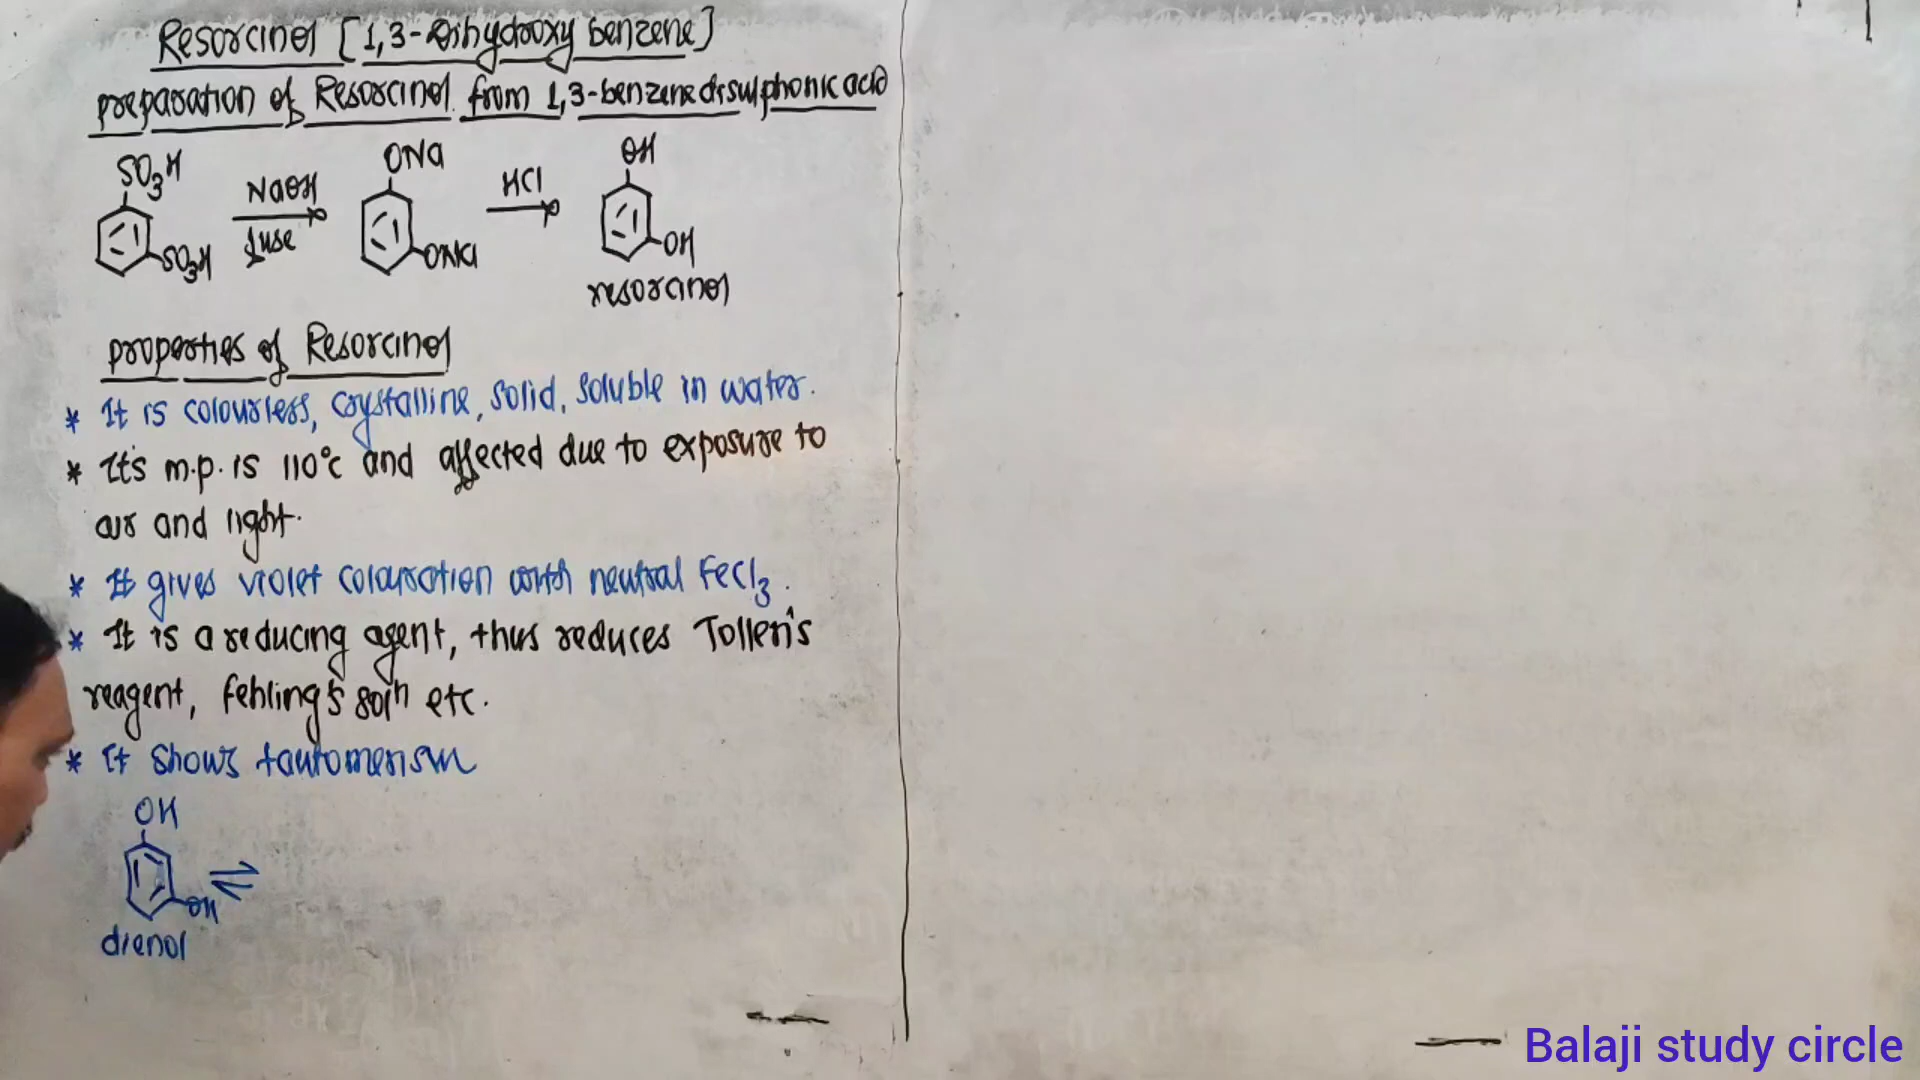 Resorcinol [1,3-Dihydroxy benzene]
preparation of Resorcinol from 1,3-benzene disulphonic acid
SO3H
SO3H
NaOH
fuse
ONa
ONa
HCl
OH
OH
resorcinol
properties of Resorcinol
* It is colourless, crystalline, solid, soluble in water.
* It's m.p. is 110°c and affected due to exposure to
air and light.
* It gives violet colouration with neutral FeCl3.
* It is a reducing agent, thus reduces Tollen's
reagent, fehling's solⁿ etc.
* It shows tautomerism
OH
OH
⇌
dienol
Balaji study circle